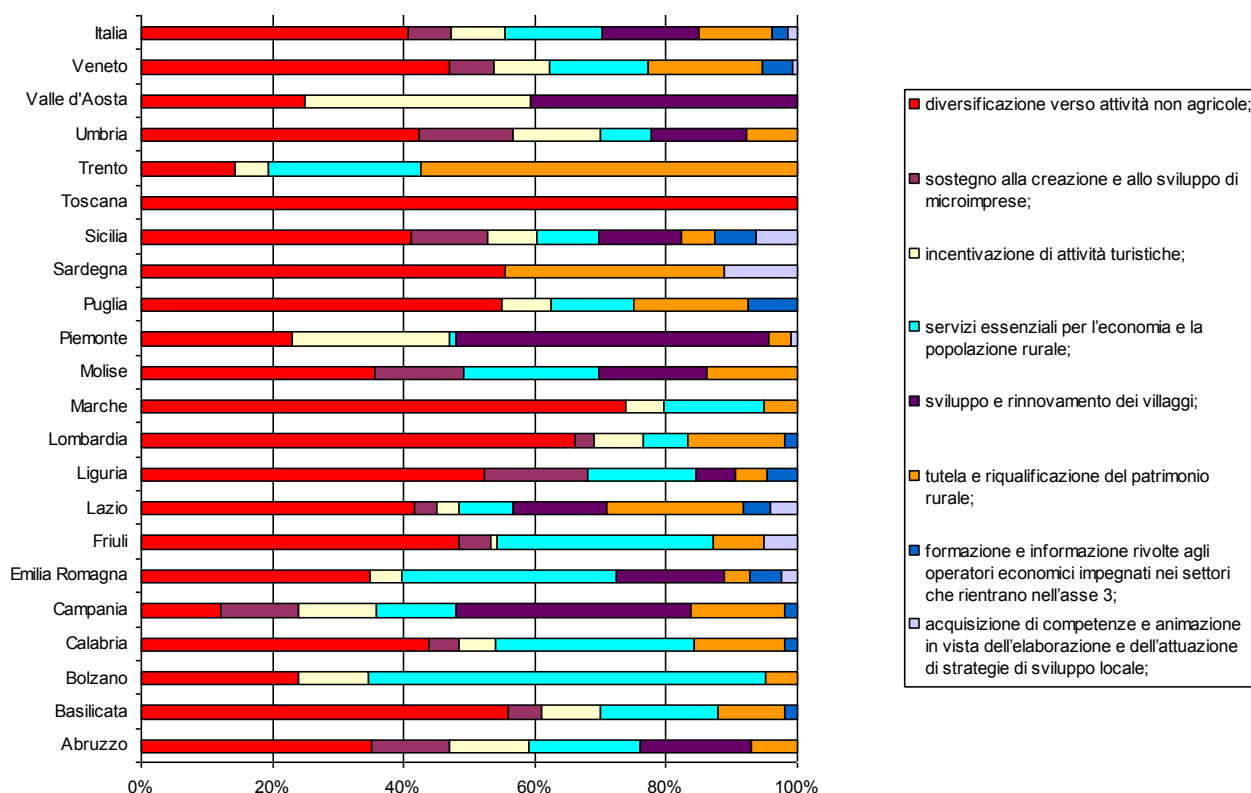 Italia
Veneto
Valle d'Aosta
Umbria
Trento
Toscana
Sicilia
Sardegna
Puglia
Piemonte
Molise
Marche
Lombardia
Liguria
Lazio
Friuli
Emilia Romagna
Campania
Calabria
Bolzano
Basilicata
Abruzzo
0% 20% 40% 60% 80% 100%
diversificazione verso attività non agricole;
sostegno alla creazione e allo sviluppo di
microimprese;
incentivazione di attività turistiche;
servizi essenziali per l'economia e la
popolazione rurale;
sviluppo e rinnovamento dei villaggi;
tutela e riqualificazione del patrimonio
rurale;
formazione e informazione rivolte agli
operatori economici impegnati nei settori
che rientrano nell'asse 3;
acquisizione di competenze e animazione
in vista dell'elaborazione e dell'attuazione
di strategie di sviluppo locale;